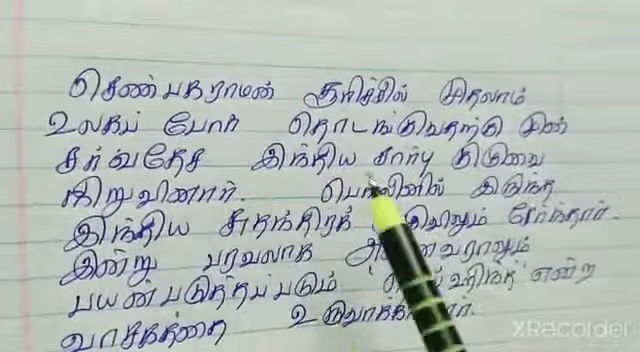 செண்பகராமன் சூரிச்சில் முதலாம்
உலகப் போர் தொடங்குவதற்கு முன்
சர்வதேச இந்திய சார்பு குழுவை
நிறுவினார். பெர்லினில் இருந்த
இந்திய சுதந்திரக் சேர்ந்தார்.
இன்று பரவலாக
பயன்படுத்தப்படும் என்ற
வாசகத்தை
XRecorder